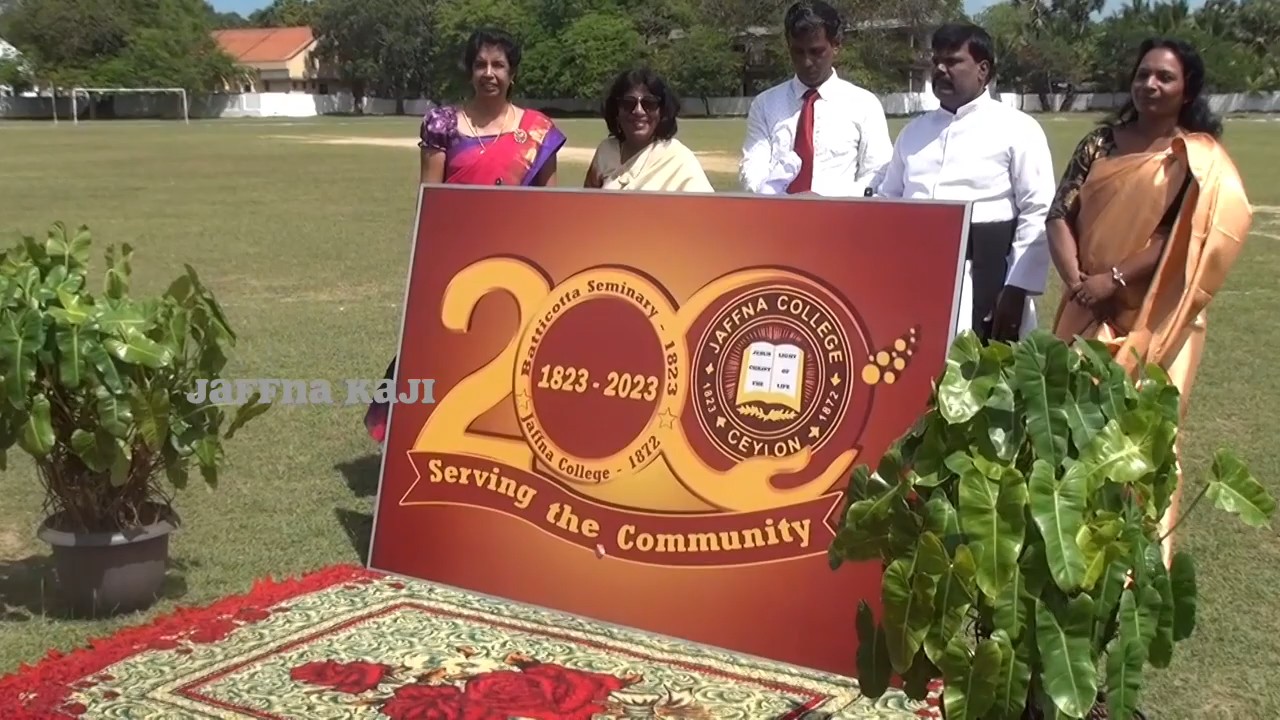 Batticotta Seminary - 1823
1823 - 2023
Jaffna College - 1872
JAFFNA COLLEGE
1823
1872
CEYLON
JESUS LIGHT
CHRIST OF
THE LIFE
Serving the Community
Jaffna Kaji